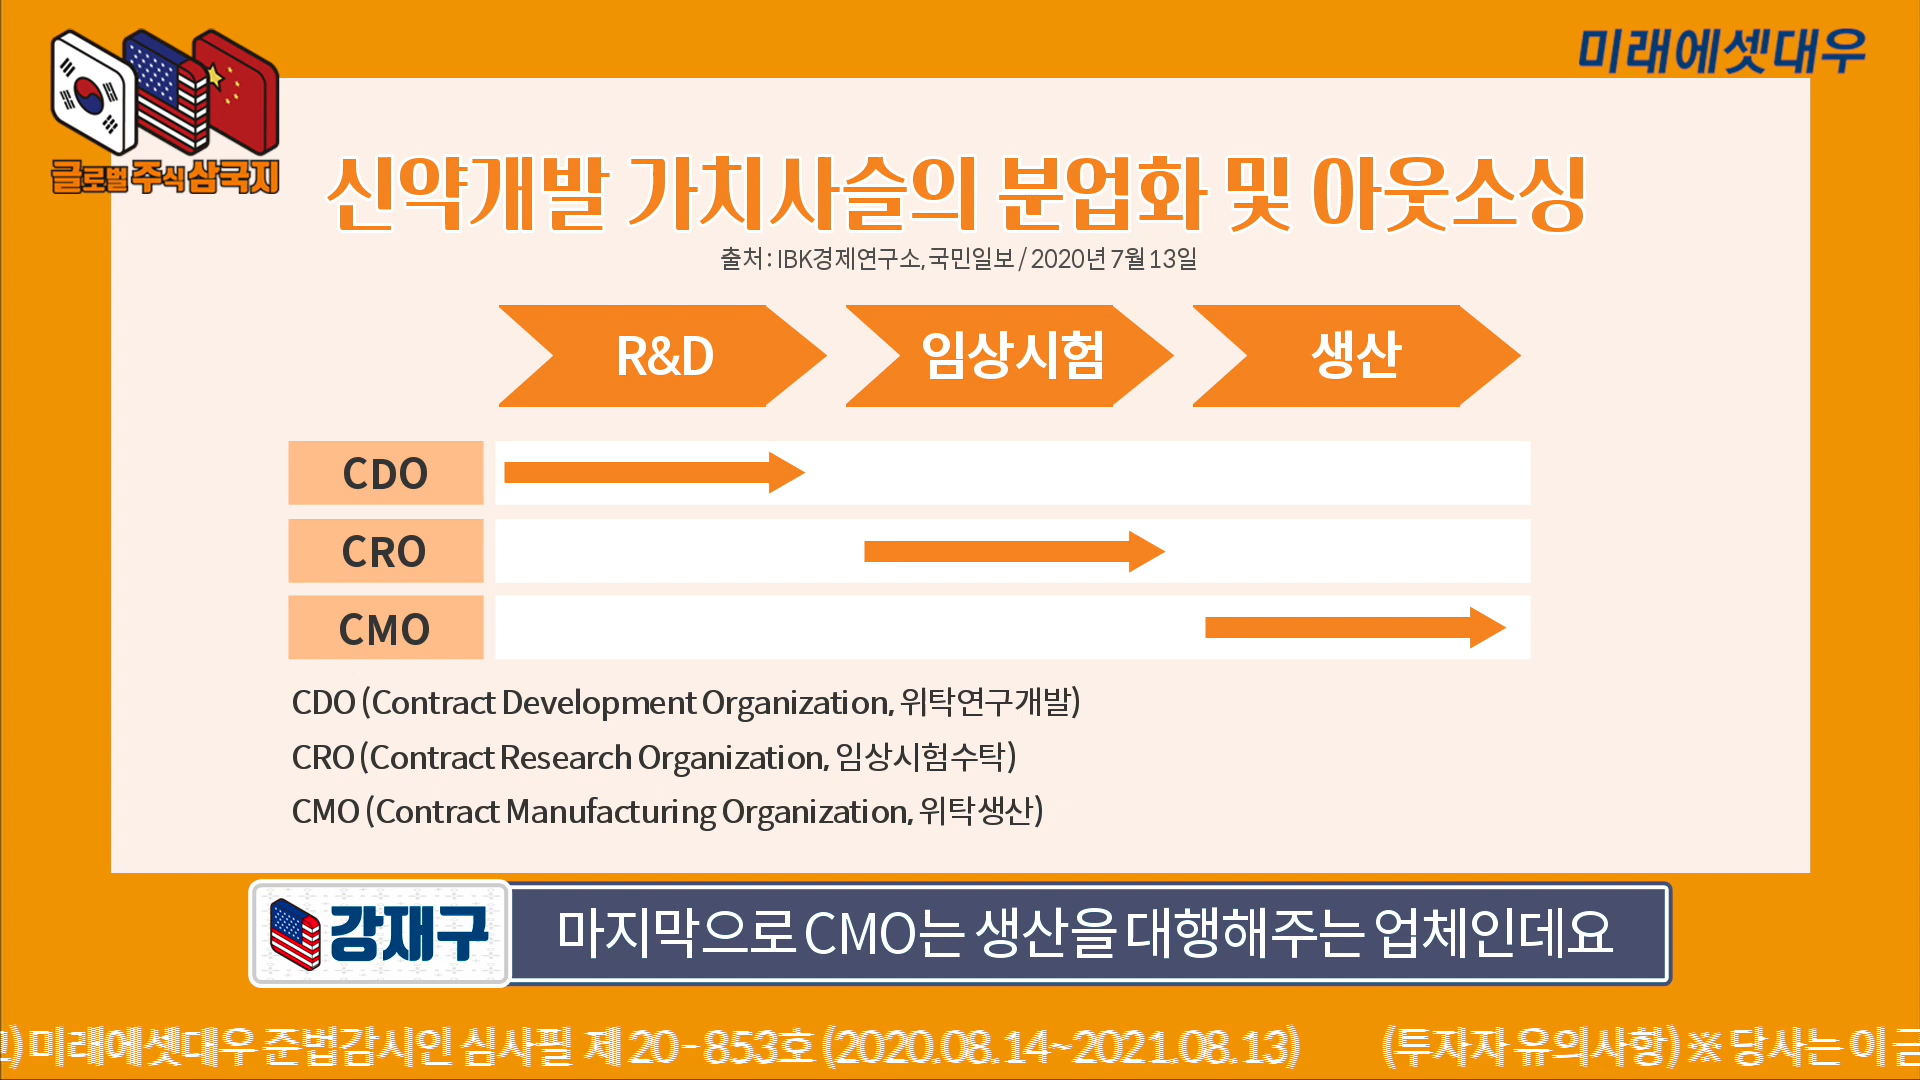 미래에셋대우
글로벌 주식 삼국지
신약개발 가치사슬의 분업화 및 아웃소싱
출처 : IBK경제연구소, 국민일보 / 2020년 7월 13일
R&D
임상시험
생산
CDO
CRO
CMO
CDO (Contract Development Organization, 위탁연구개발)
CRO (Contract Research Organization, 임상시험수탁)
CMO (Contract Manufacturing Organization, 위탁생산)
강재구
마지막으로 CMO는 생산을 대행해주는 업체인데요
) 미래에셋대우 준법감시인 심사필 제 20 - 853호 (2020.08.14~2021.08.13) (투자자 유의사항) ※ 당사는 이